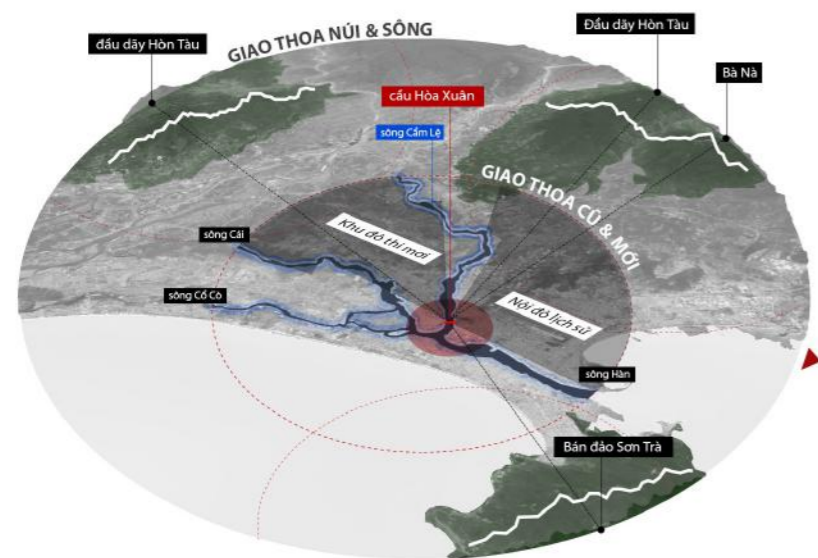 đầu dãy Hòn Tàu
GIAO THOA NÚI & SÔNG
Đầu dãy Hòn Tàu
Bà Nà
cầu Hòa Xuân
sông Cẩm Lệ
GIAO THOA CŨ & MỚI
Khu đô thị mơi
sông Cái
sông Cổ Cò
Nội đô lịch sử
sông Hàn
Bán đảo Sơn Trà